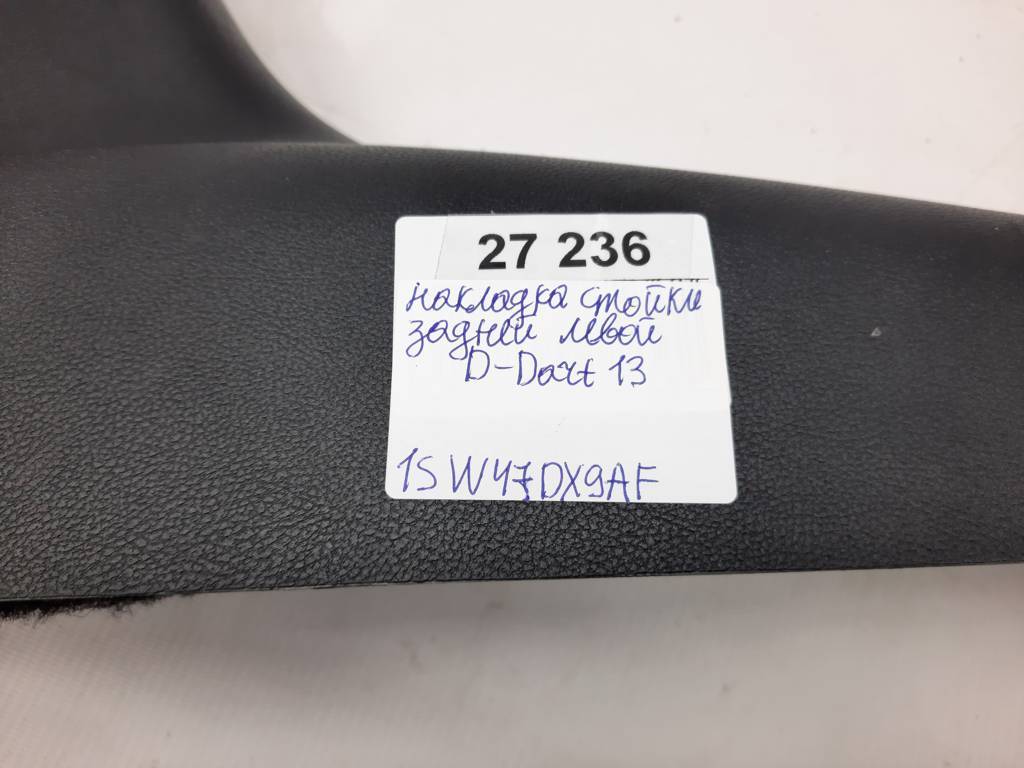 27 236
накладка стойки
задней левой
D-Dart 13
1SW47DX9AF